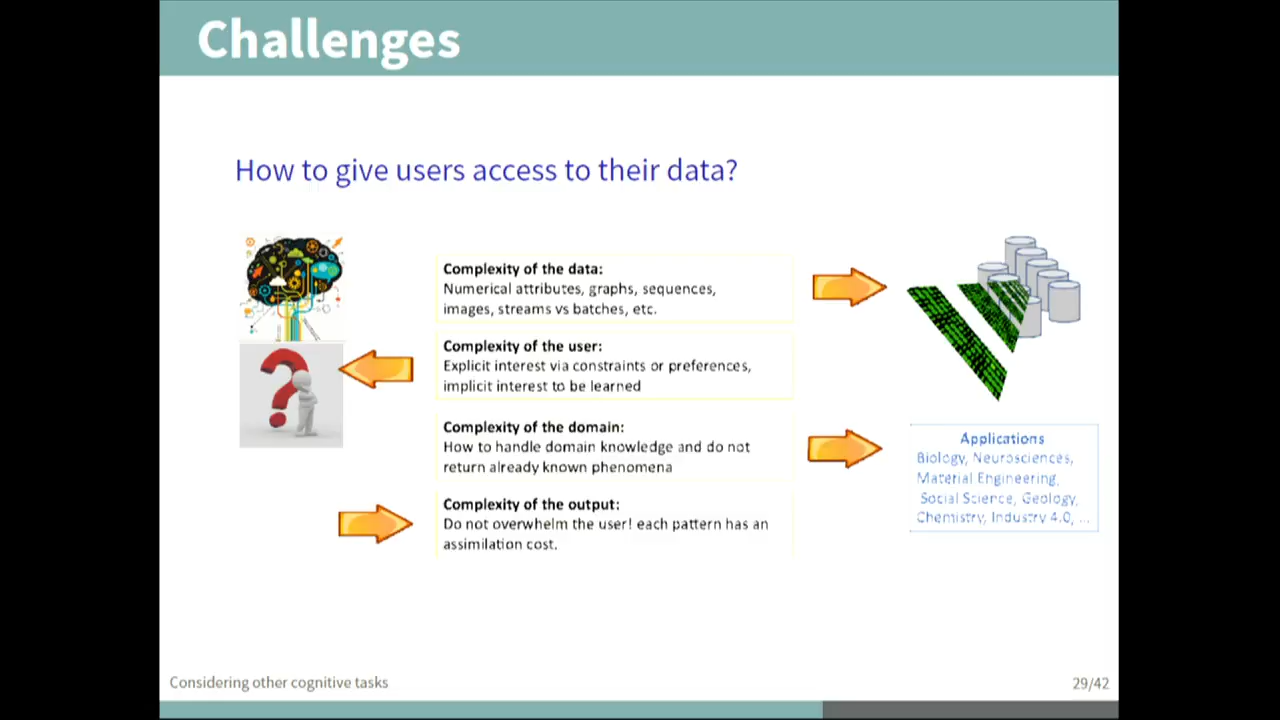 Challenges
How to give users access to their data?
Complexity of the data:
Numerical attributes, graphs, sequences,
images, streams vs batches, etc.
Complexity of the user:
Explicit interest via constraints or preferences,
implicit interest to be learned
Complexity of the domain:
How to handle domain knowledge and do not
return already known phenomena
Complexity of the output:
Do not overwhelm the user! each pattern has an
assimilation cost.
Applications
Biology, Neurosciences,
Material Engineering,
Social Science, Geology,
Chemistry, Industry 4.0, ...
Considering other cognitive tasks
29/42